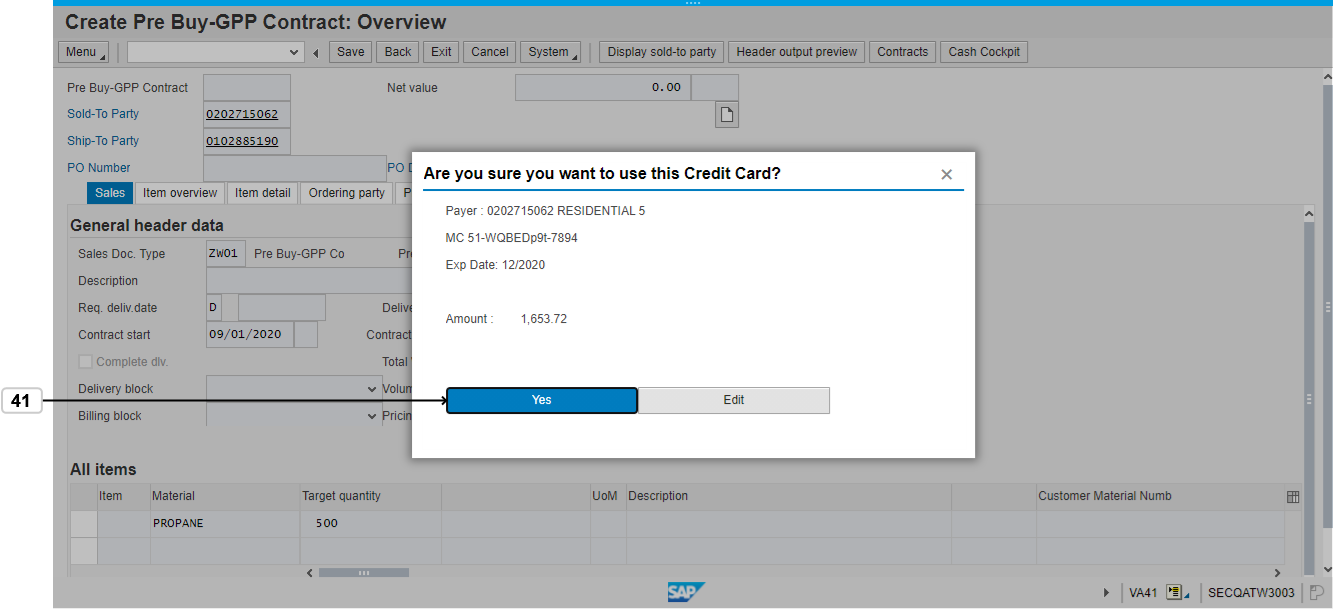 Create Pre Buy-GPP Contract: Overview
Menu Save Back Exit Cancel System Display sold-to party Header output preview Contracts Cash Cockpit
Pre Buy-GPP Contract Net value 0.00
Sold-To Party 0202715062
Ship-To Party 0102885190
PO Number PO D
Sales Item overview Item detail Ordering party P
General header data
Sales Doc. Type ZW01 Pre Buy-GPP Co Pre
Description
Req. deliv.date D Delive
Contract start 09/01/2020 Contract
Complete dlv. Total
Delivery block Volum
Billing block Pricin
Are you sure you want to use this Credit Card?
Payer : 0202715062 RESIDENTIAL 5
MC 51-WQBEDp9t-7894
Exp Date: 12/2020
Amount : 1,653.72
41
Yes Edit
All items
Item Material Target quantity UoM Description Customer Material Numb
PROPANE 500
SAP VA41 SECQATW3003